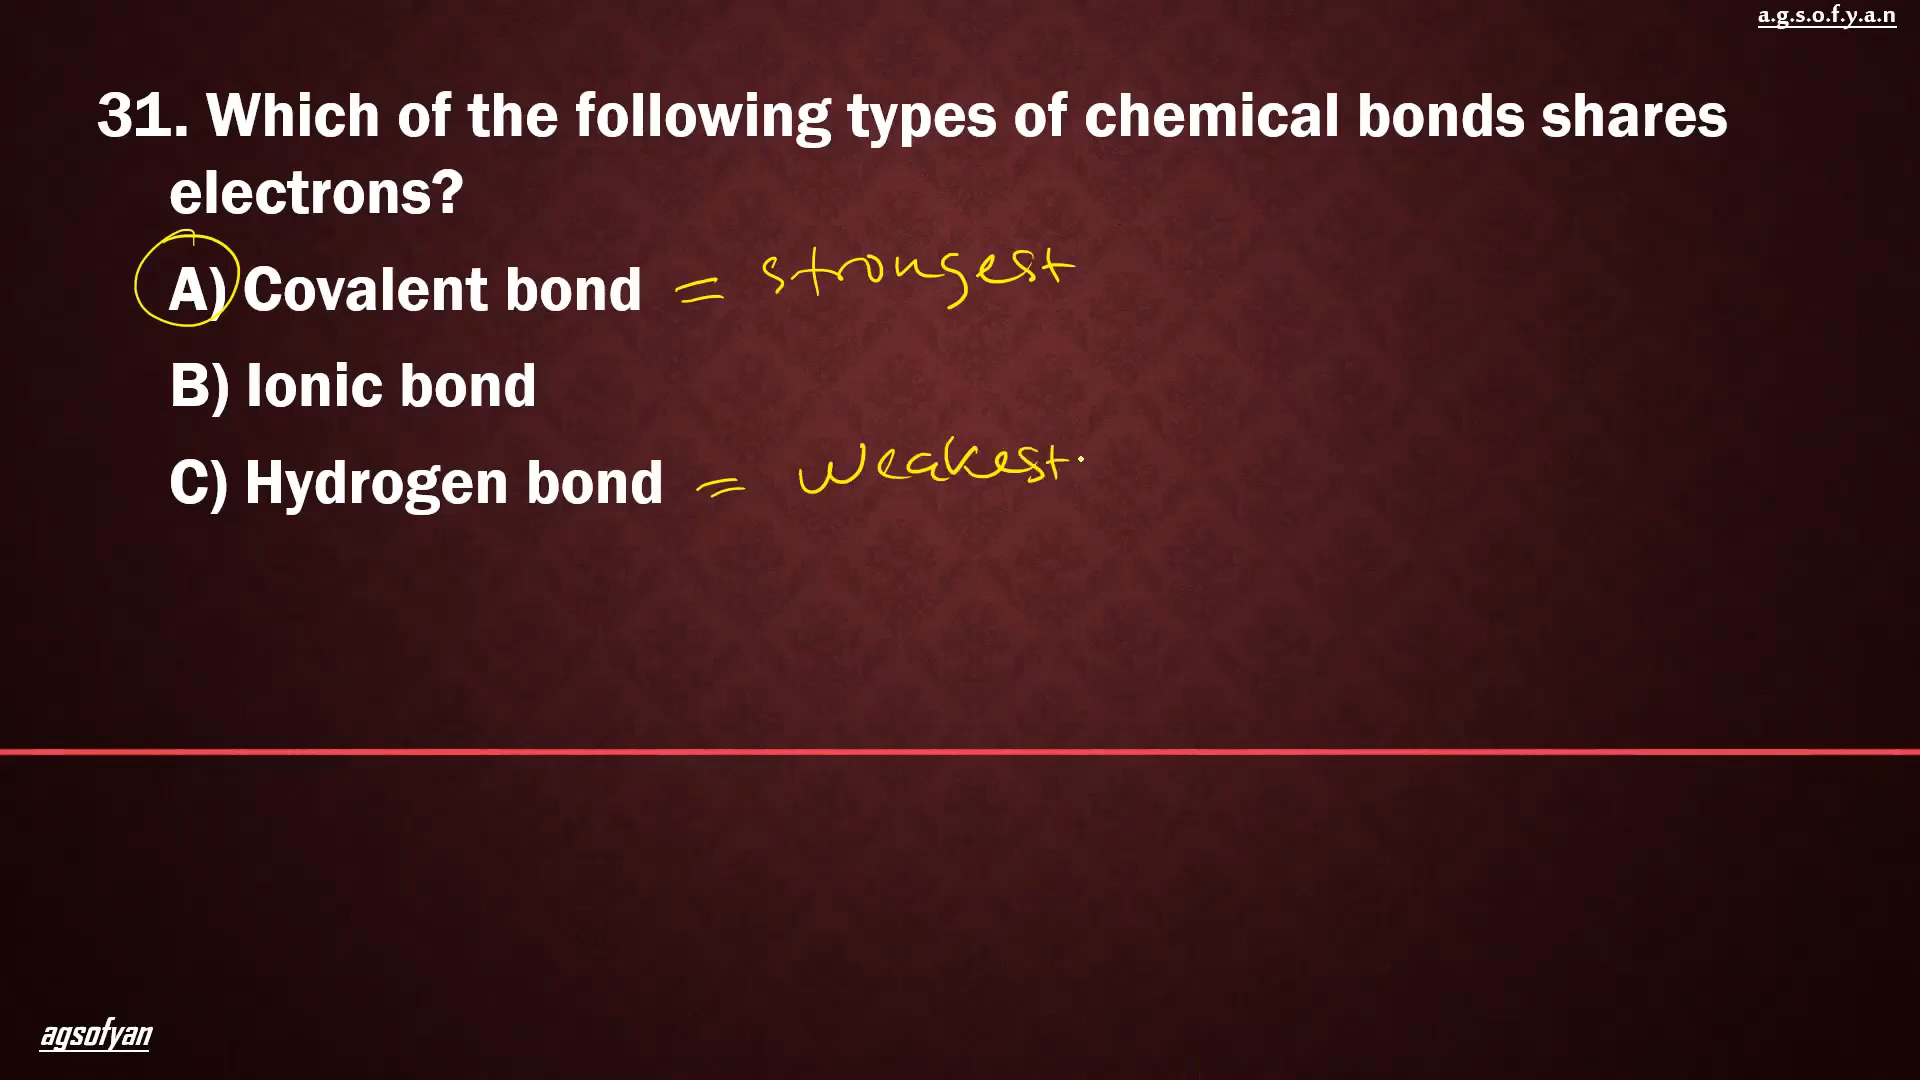 a.g.s.o.f.y.a.n
31. Which of the following types of chemical bonds shares
electrons?
A) Covalent bond = strongest
B) Ionic bond
C) Hydrogen bond = weakest
agsofyan